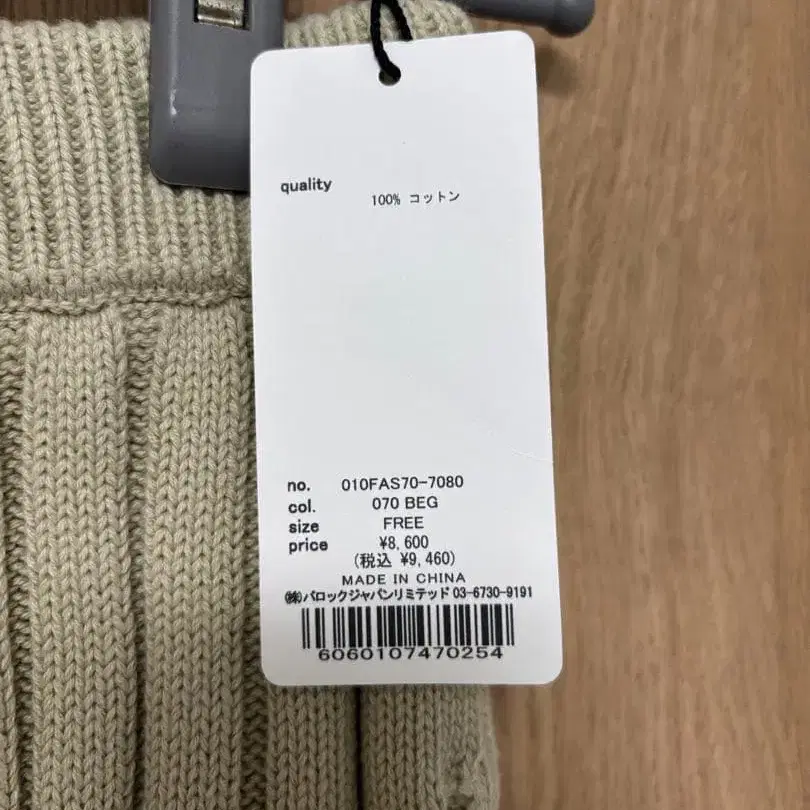 quality
100% コットン
no. 010FAS70-7080
col. 070 BEG
size FREE
price ¥8,600
(税込 ¥9,460)
MADE IN CHINA
㈱バロックジャパンリミテッド 03-6730-9191
6060107470254